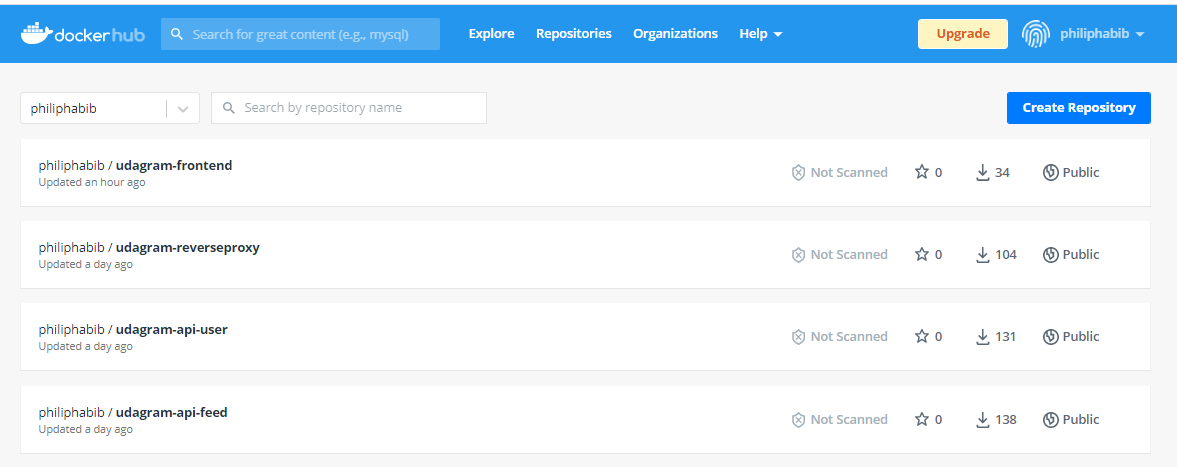 dockerhub Search for great content (e.g., mysql) Explore Repositories Organizations Help Upgrade philiphabib
philiphabib Search by repository name Create Repository
philiphabib / udagram-frontend Not Scanned 0 34 Public
Updated an hour ago
philiphabib / udagram-reverseproxy Not Scanned 0 104 Public
Updated a day ago
philiphabib / udagram-api-user Not Scanned 0 131 Public
Updated a day ago
philiphabib / udagram-api-feed Not Scanned 0 138 Public
Updated a day ago